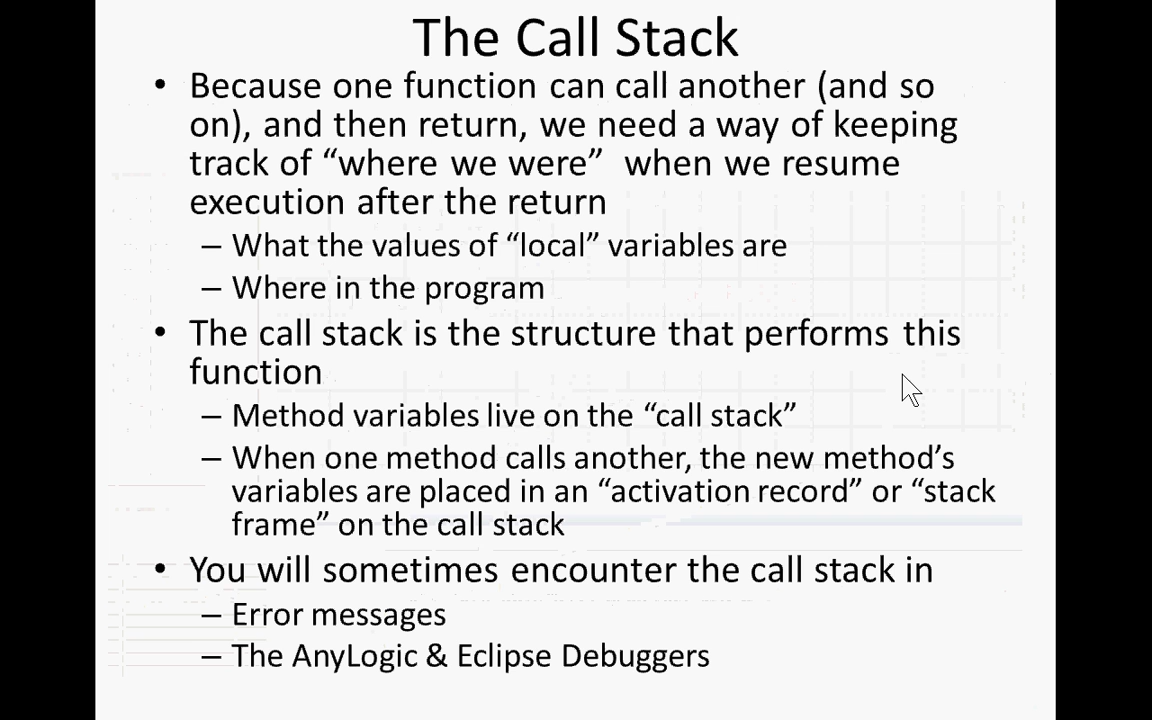 The Call Stack
• Because one function can call another (and so
on), and then return, we need a way of keeping
track of “where we were” when we resume
execution after the return
– What the values of “local” variables are
– Where in the program
• The call stack is the structure that performs this
function
– Method variables live on the “call stack”
– When one method calls another, the new method’s
variables are placed in an “activation record” or “stack
frame” on the call stack
• You will sometimes encounter the call stack in
– Error messages
– The AnyLogic & Eclipse Debuggers